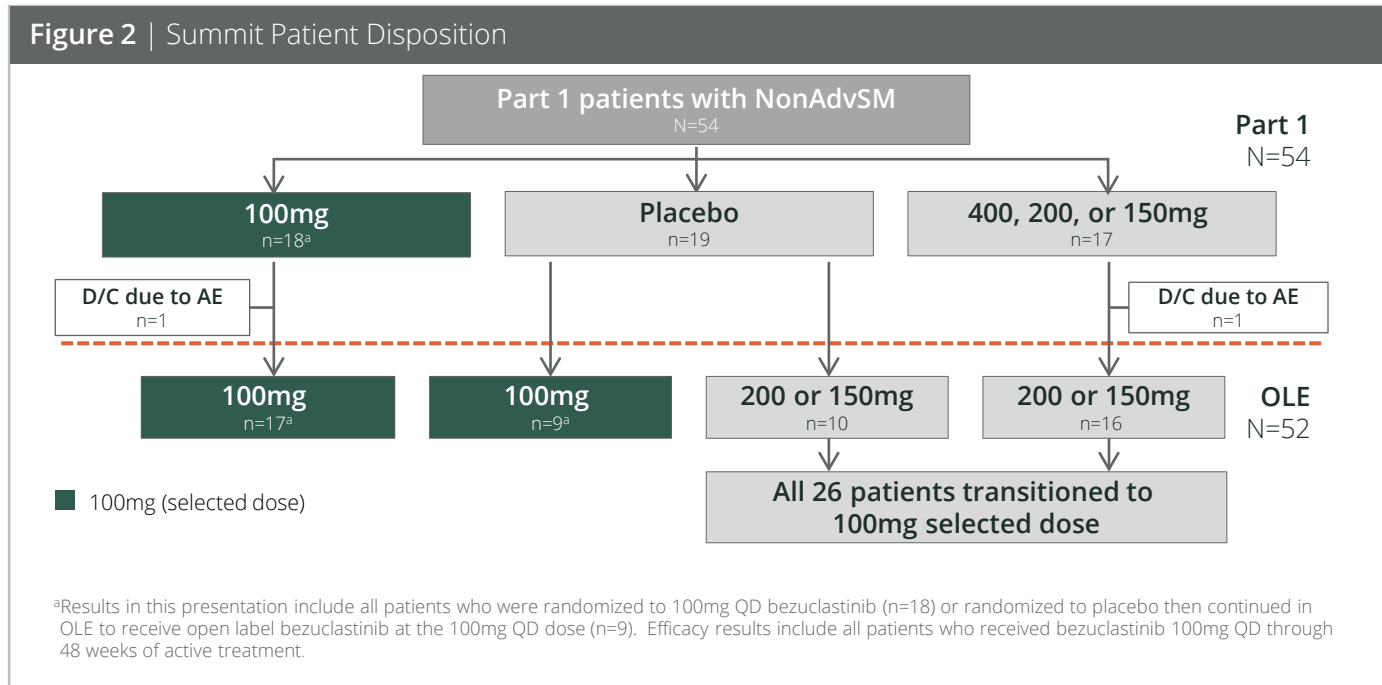 Figure 2 | Summit Patient Disposition
Part 1 patients with NonAdvSM
N=54
Part 1
N=54
100mg
n=18ᵃ
Placebo
n=19
400, 200, or 150mg
n=17
D/C due to AE
n=1
D/C due to AE
n=1
100mg
n=17ᵃ
100mg
n=9ᵃ
200 or 150mg
n=10
200 or 150mg
n=16
OLE
N=52
All 26 patients transitioned to
100mg selected dose
100mg (selected dose)
ᵃResults in this presentation include all patients who were randomized to 100mg QD bezuclastinib (n=18) or randomized to placebo then continued in
OLE to receive open label bezuclastinib at the 100mg QD dose (n=9). Efficacy results include all patients who received bezuclastinib 100mg QD through
48 weeks of active treatment.